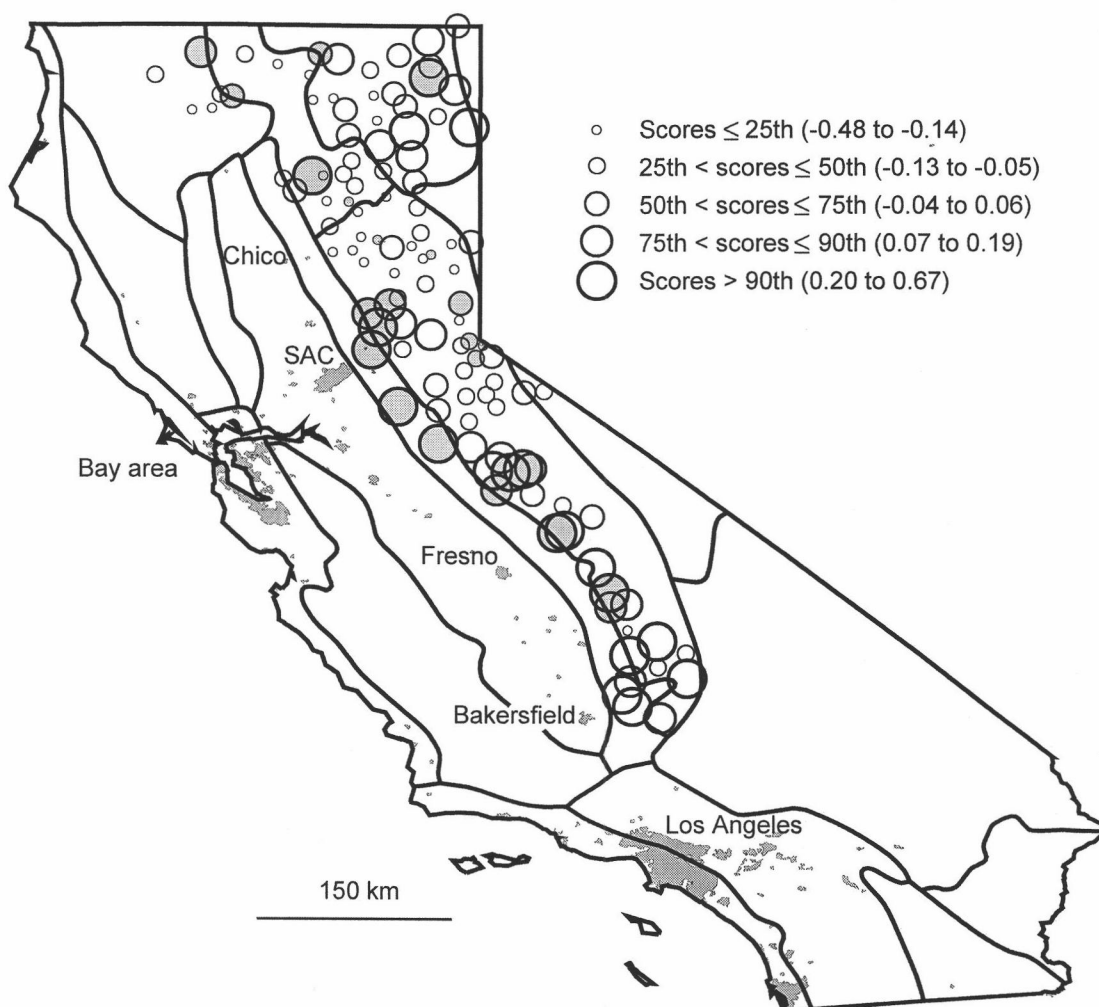 Scores ≤ 25th (-0.48 to -0.14)
25th < scores ≤ 50th (-0.13 to -0.05)
50th < scores ≤ 75th (-0.04 to 0.06)
75th < scores ≤ 90th (0.07 to 0.19)
Scores > 90th (0.20 to 0.67)
Chico
SAC
Bay area
Fresno
Bakersfield
Los Angeles
150 km